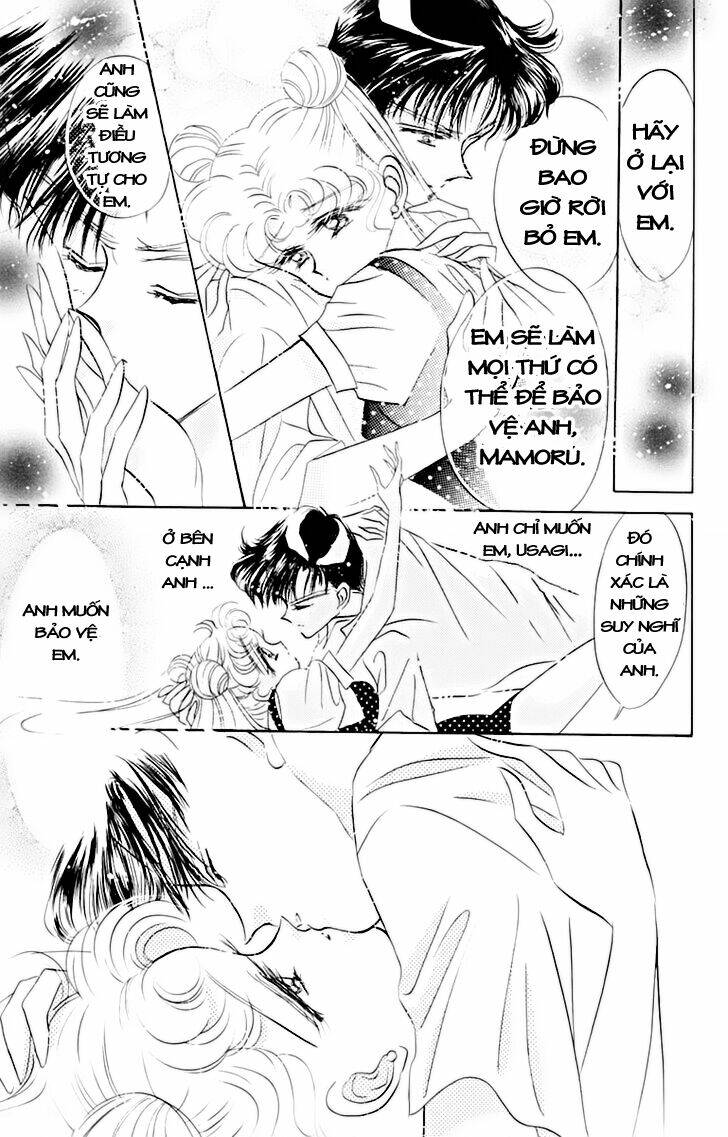 HÃY
Ở LẠI
VỚI
EM.
ĐỪNG
BAO
GIỜ RỜI
BỎ EM.
EM SẼ LÀM
MỌI THỨ CÓ
THỂ ĐỂ BẢO
VỆ ANH,
MAMORU.
ANH
CŨNG
SẼ LÀM
ĐIỀU
TƯƠNG
TỰ CHO
EM.
ĐÓ
CHÍNH
XÁC LÀ
NHỮNG
SUY NGHĨ
CỦA
ANH.
ANH CHỈ MUỐN
EM, USAGI...
Ở BÊN
CẠNH
ANH ...
ANH MUỐN
BẢO VỆ
EM.